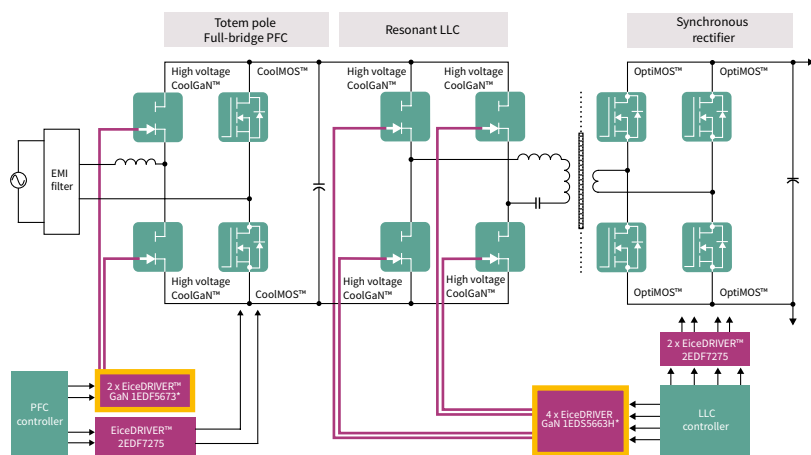 Totem pole
Full-bridge PFC
Resonant LLC
Synchronous
rectifier
High voltage
CoolGaN™
CoolMOS™
High voltage
CoolGaN™
High voltage
CoolGaN™
OptiMOS™
OptiMOS™
EMI
filter
High voltage
CoolGaN™
CoolMOS™
High voltage
CoolGaN™
High voltage
CoolGaN™
OptiMOS™
OptiMOS™
2 x EiceDRIVER™
2EDF7275
PFC
controller
2 x EiceDRIVER™
GaN 1EDF5673*
EiceDRIVER™
2EDF7275
4 x EiceDRIVER
GaN 1EDS5663H*
LLC
controller